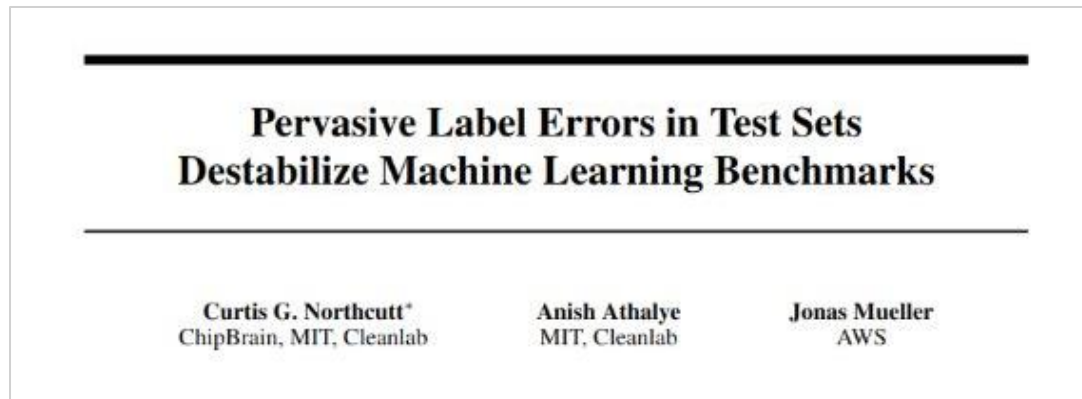 Pervasive Label Errors in Test Sets
Destabilize Machine Learning Benchmarks
Curtis G. Northcutt* Anish Athalye Jonas Mueller
ChipBrain, MIT, Cleanlab MIT, Cleanlab AWS